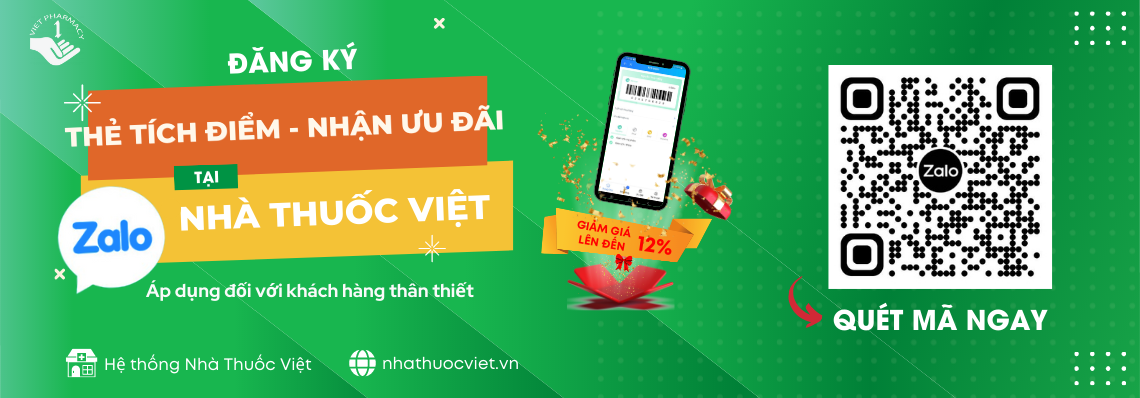 VIET PHARMACY
1
ĐĂNG KÝ
THẺ TÍCH ĐIỂM - NHẬN ƯU ĐÃI
TẠI
Zalo
NHÀ THUỐC VIỆT
Áp dụng đối với khách hàng thân thiết
Hệ thống Nhà Thuốc Việt
nhathuocviet.vn
GIẢM GIÁ
LÊN ĐẾN
12%
Zalo
QUÉT MÃ NGAY